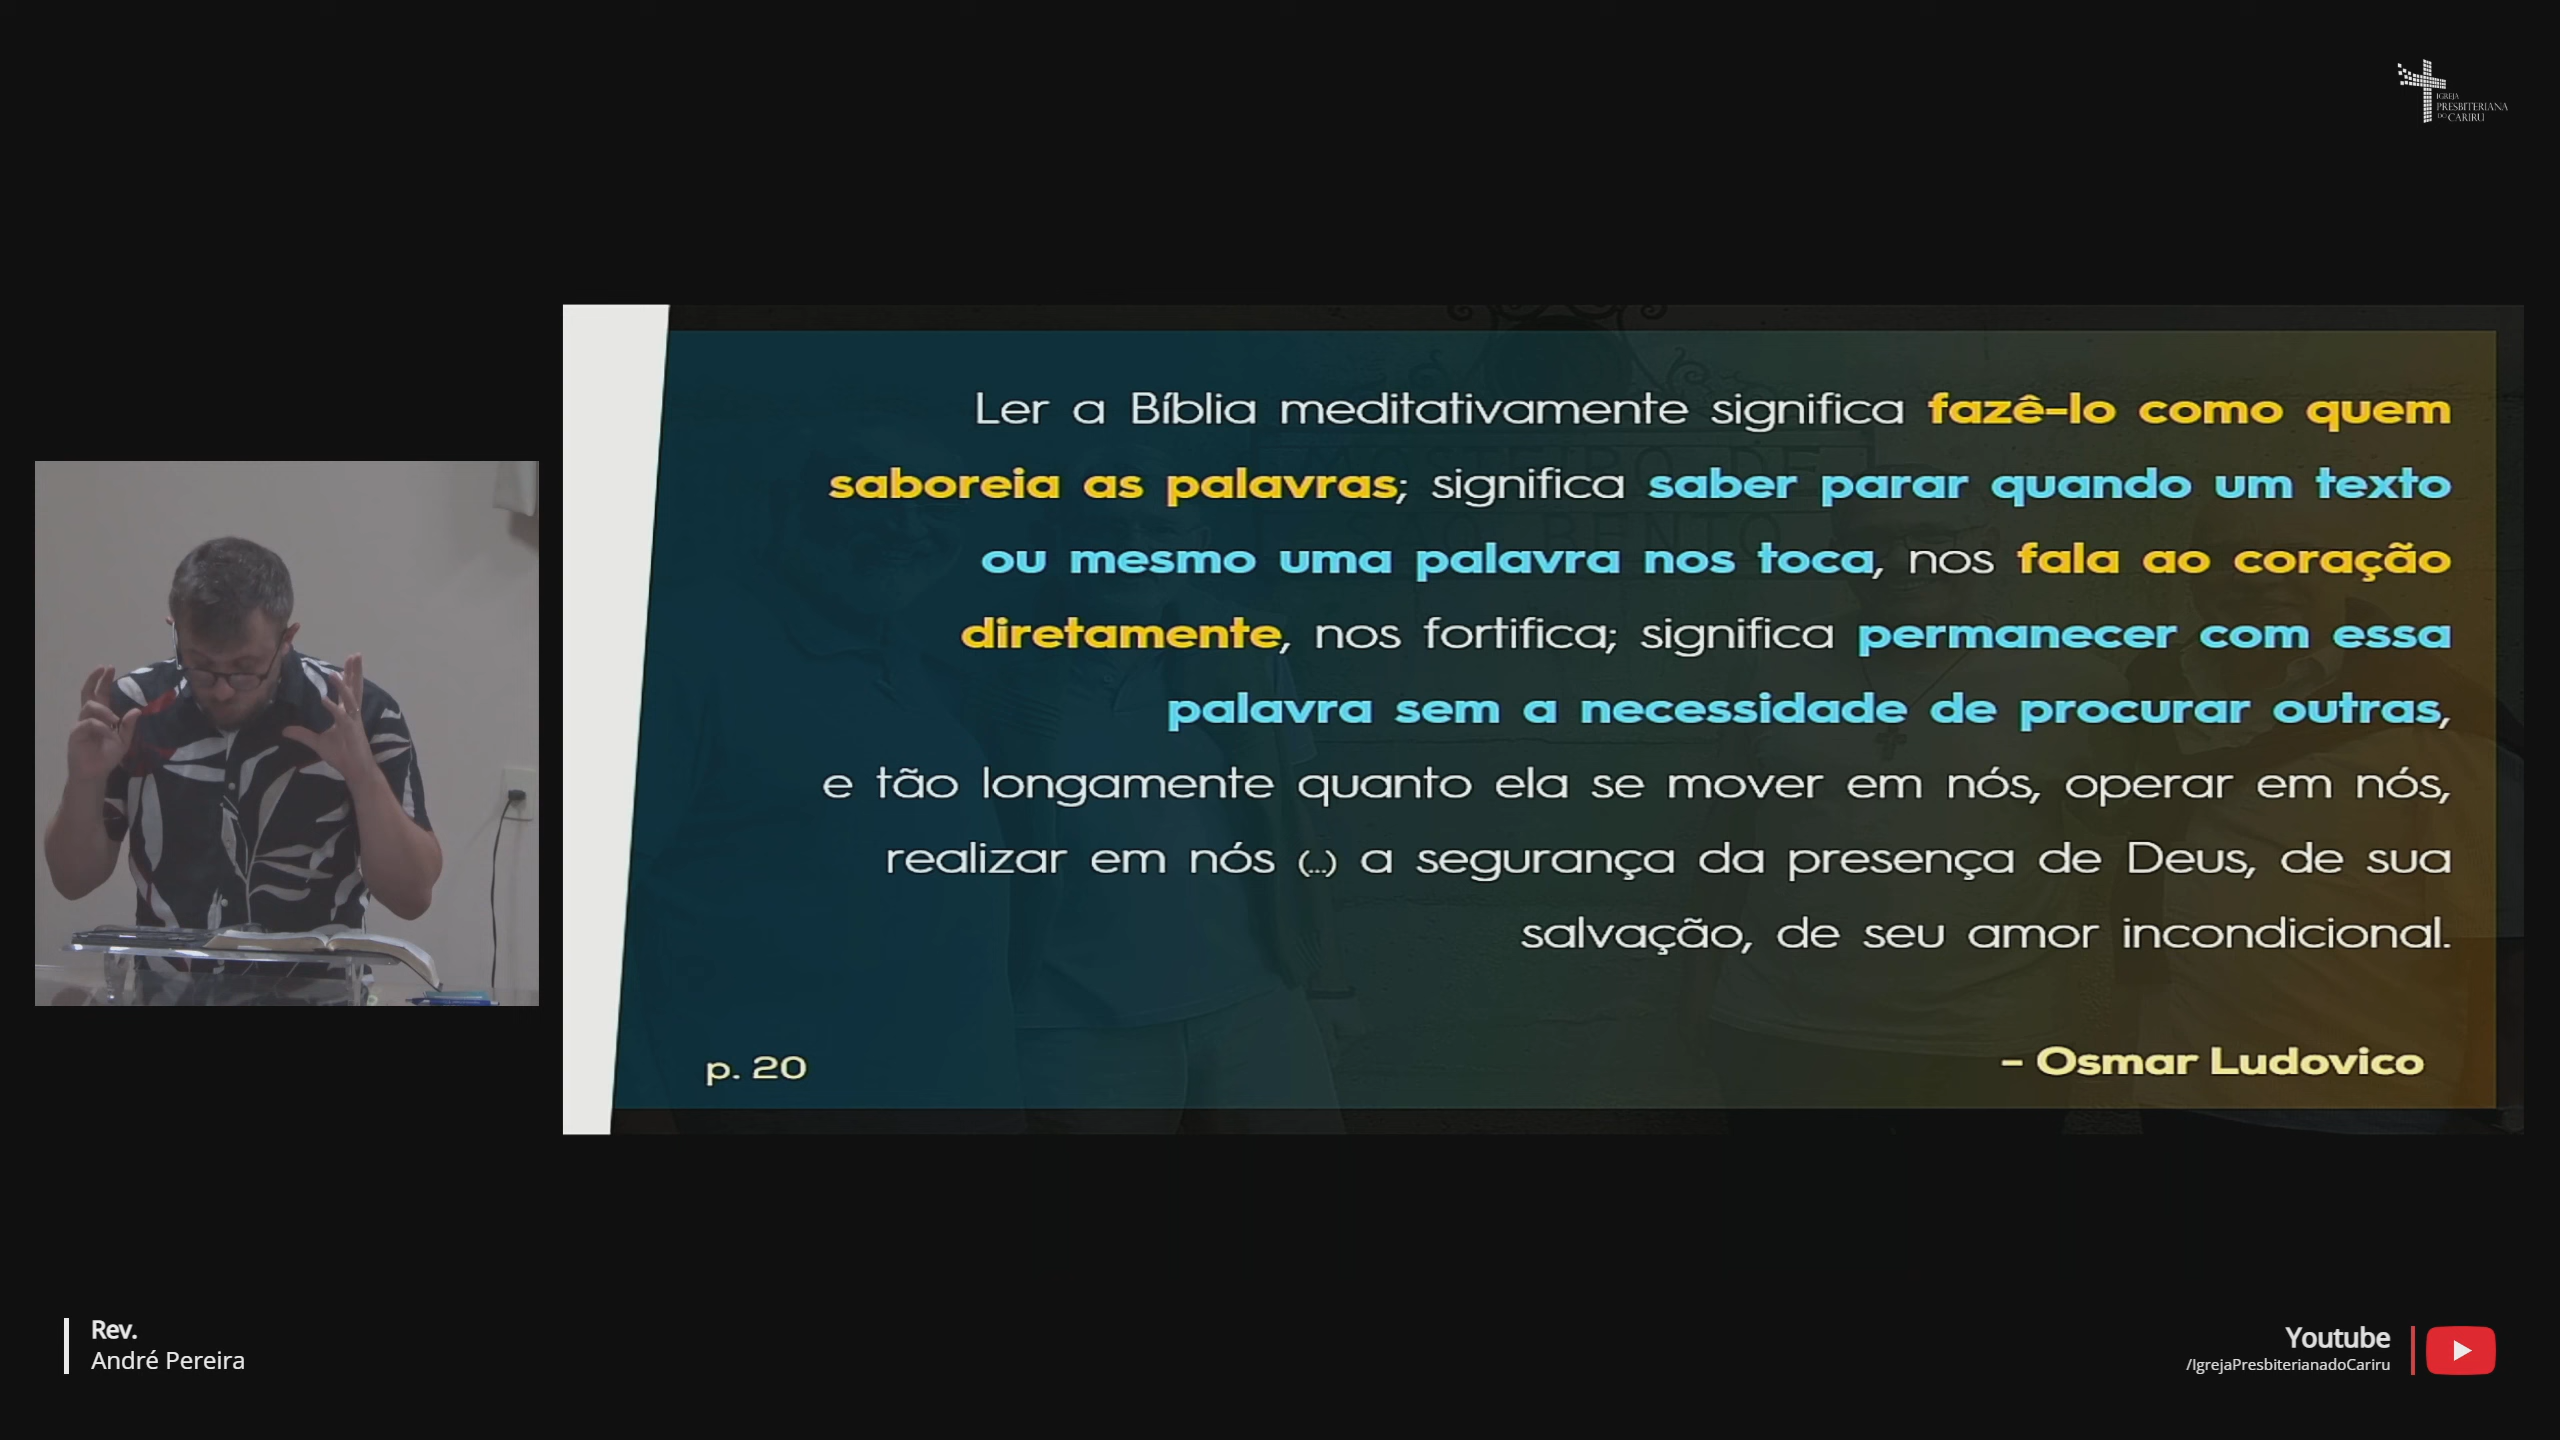 IGREJA
PRESBITERIANA
DO CARIRU
Ler a Bíblia meditativamente significa fazê-lo como quem
saboreia as palavras; significa saber parar quando um texto
ou mesmo uma palavra nos toca, nos fala ao coração
diretamente, nos fortifica; significa permanecer com essa
palavra sem a necessidade de procurar outras,
e tão longamente quanto ela se mover em nós, operar em nós,
realizar em nós (...) a segurança da presença de Deus, de sua
salvação, de seu amor incondicional.
p. 20
- Osmar Ludovico
MOSTEIRO DE
SÃO BENTO
Rev.
André Pereira
Youtube
/IgrejaPresbiterianadoCariru